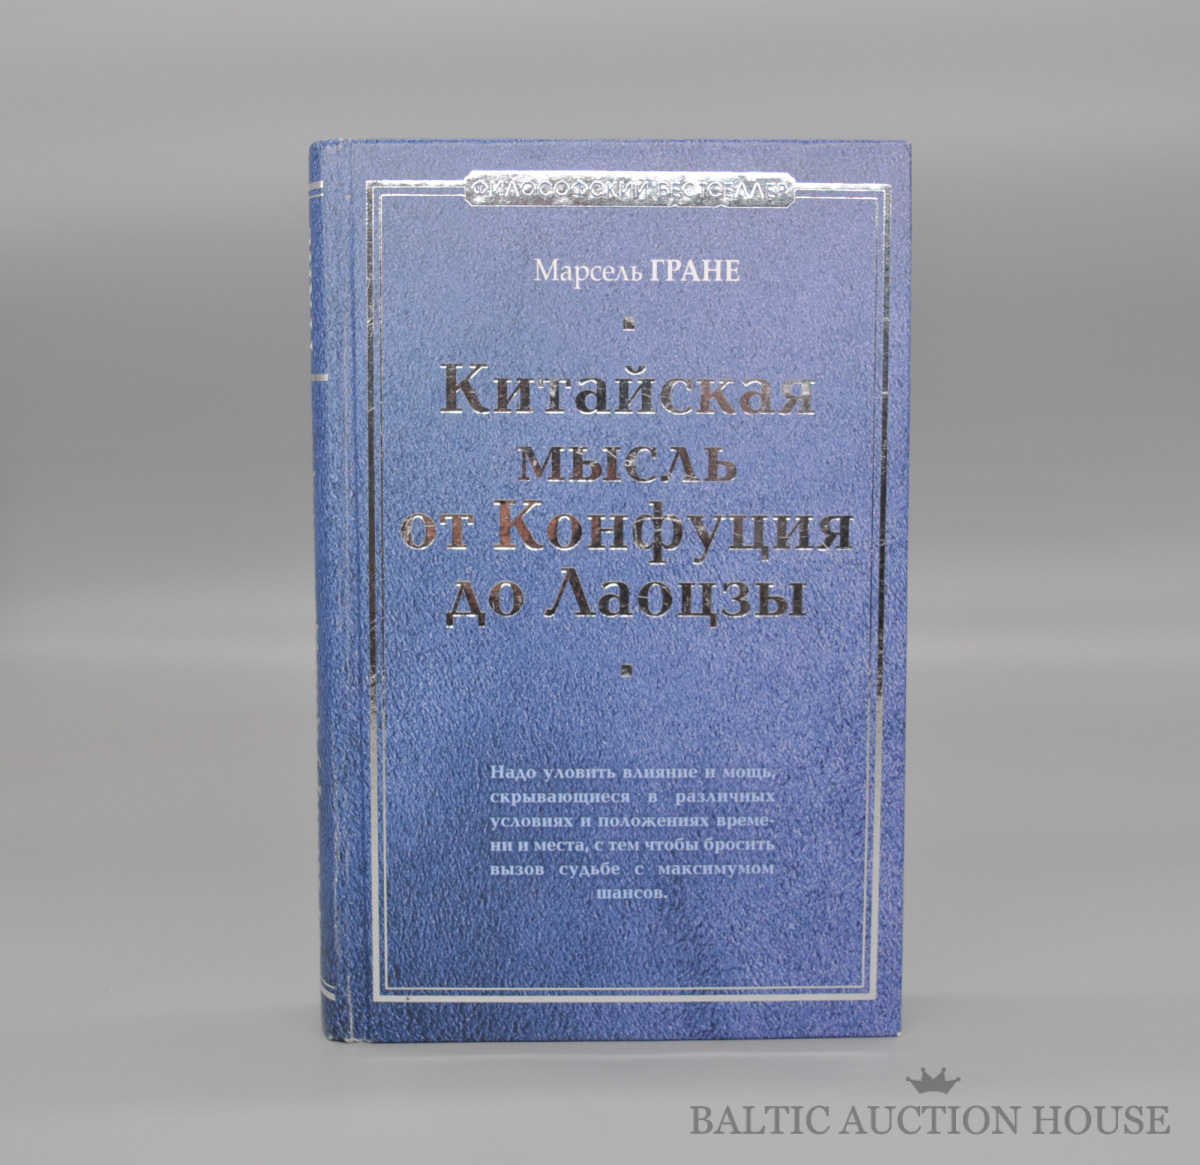 ФИЛОСОФСКИЙ БЕСТСЕЛЛЕР
Марсель ГРАНЕ
Китайская
мысль
от Конфуция
до Лаоцзы
Надо уловить влияние и мощь,
скрывающиеся в различных
условиях и положениях време-
ни и места, с тем чтобы бросить
вызов судьбе с максимумом
шансов.
BALTIC AUCTION HOUSE